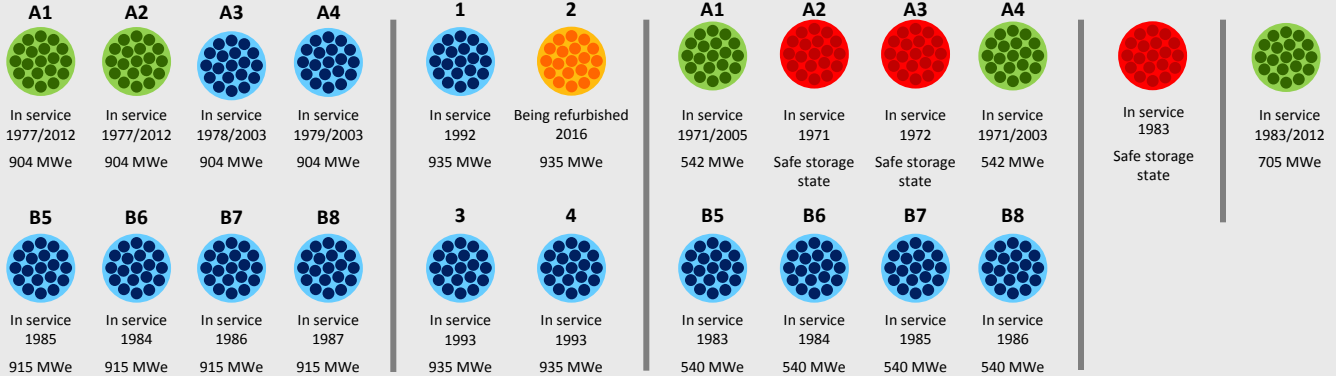 A1 A2 A3 A4 1 2 A1 A2 A3 A4
In service In service In service In service In service Being refurbished In service In service In service In service In service In service
1977/2012 1977/2012 1978/2003 1979/2003 1992 2016 1971/2005 1971 1972 1971/2003 1983 1983/2012
904 MWe 904 MWe 904 MWe 904 MWe 935 MWe 935 MWe 542 MWe Safe storage Safe storage 542 MWe Safe storage 705 MWe
state state state
B5 B6 B7 B8 3 4 B5 B6 B7 B8
In service In service In service In service In service In service In service In service In service In service
1985 1984 1986 1987 1993 1993 1983 1984 1985 1986
915 MWe 915 MWe 915 MWe 915 MWe 935 MWe 935 MWe 540 MWe 540 MWe 540 MWe 540 MWe